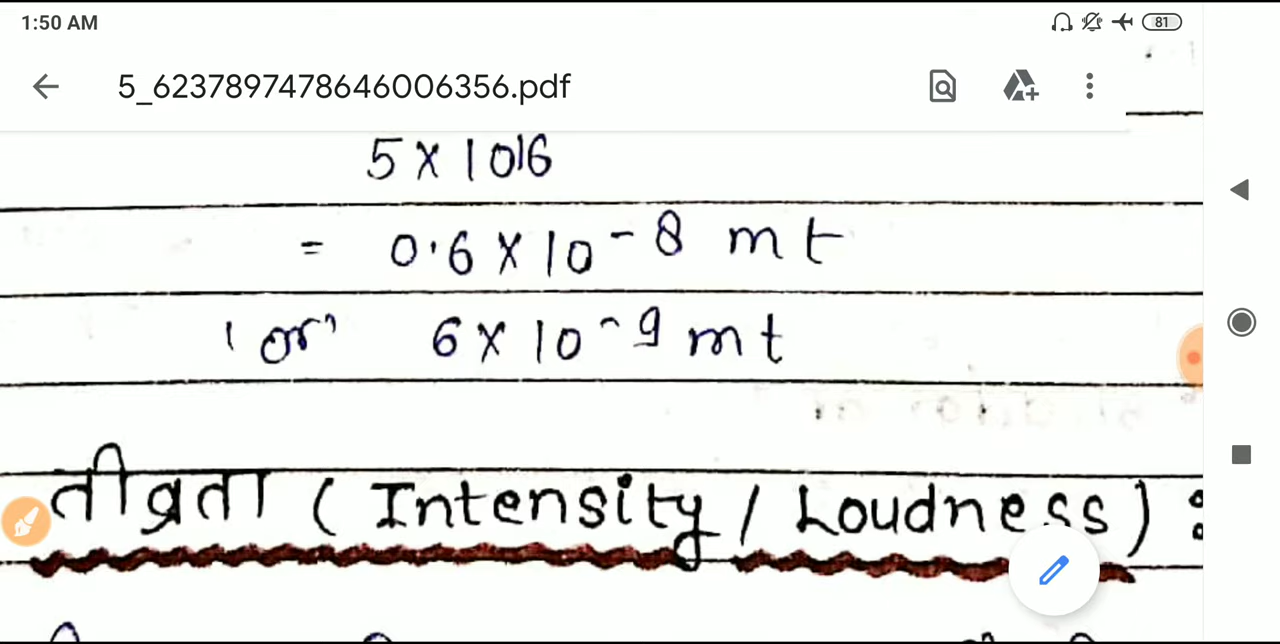 1:50 AM 81
5_6237897478646006356.pdf
5 × 1016
= 0.6 × 10-8 mt
'or' 6 × 10-9 mt
तीव्रता ( Intensity / Loudness ) :